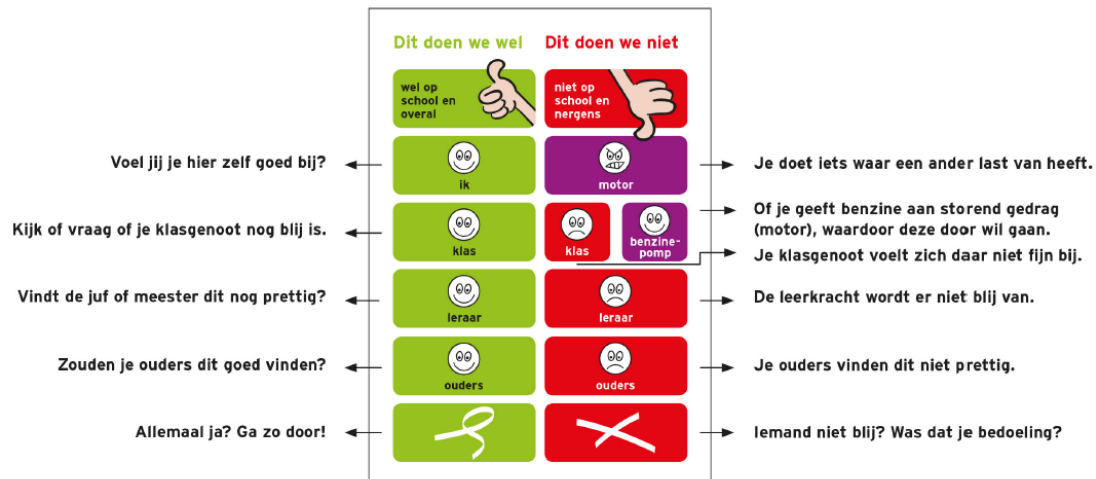 Dit doen we wel
Dit doen we niet
wel op
school en
overal
niet op
school en
nergens
Voel jij je hier zelf goed bij?
ik
motor
Je doet iets waar een ander last van heeft.
Kijk of vraag of je klasgenoot nog blij is.
klas
klas
benzine-
pomp
Of je geeft benzine aan storend gedrag
(motor), waardoor deze door wil gaan.
Je klasgenoot voelt zich daar niet fijn bij.
Vindt de juf of meester dit nog prettig?
leraar
leraar
De leerkracht wordt er niet blij van.
Zouden je ouders dit goed vinden?
ouders
ouders
Je ouders vinden dit niet prettig.
Allemaal ja? Ga zo door!
Iemand niet blij? Was dat je bedoeling?